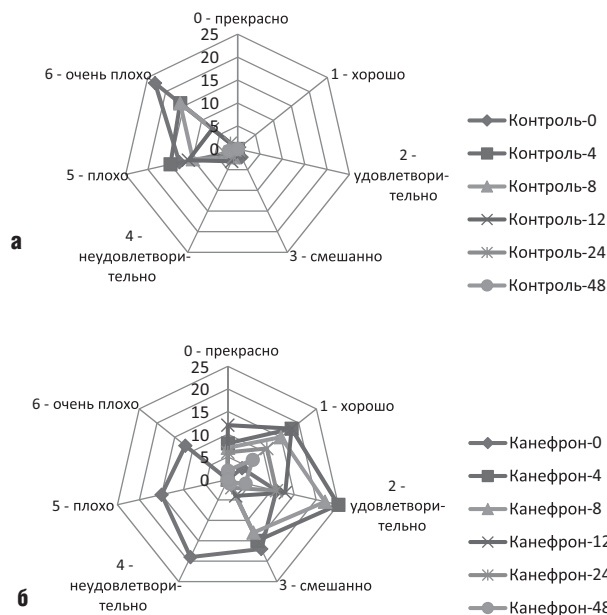 0 - прекрасно
25
20
15
10
5
0
1 - хорошо
2 -
удовлетвори
тельно
3 - смешанно
4 -
неудовлетвори-
тельно
5 - плохо
6 - очень плохо
Контроль-0
Контроль-4
Контроль-8
Контроль-12
Контроль-24
Контроль-48
а
0 - прекрасно
25
20
15
10
5
0
1 - хорошо
2 -
удовлетвори-
тельно
3 - смешанно
4 -
неудовлетвори-
тельно
5 - плохо
6 - очень плохо
Канефрон-0
Канефрон-4
Канефрон-8
Канефрон-12
Канефрон-24
Канефрон-48
б